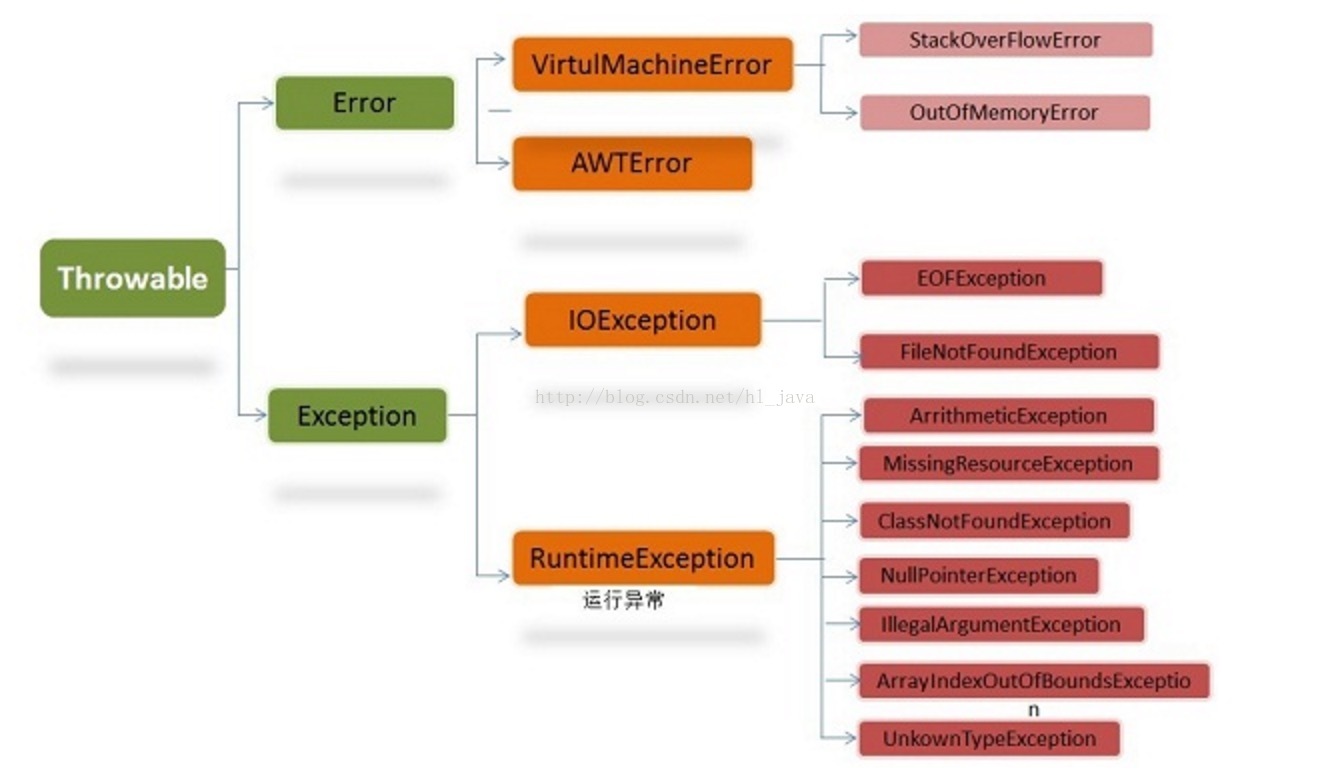 Throwable
Error
VirtulMachineError
StackOverFlowError
OutOfMemoryError
AWTError
Exception
IOException
EOFException
FileNotFoundException
http://blog.csdn.net/hl_java
RuntimeException
运行异常
ArrithmeticException
MissingResourceException
ClassNotFoundException
NullPointerException
IllegalArgumentException
ArrayIndexOutOfBoundsExceptio
n
UnkownTypeException